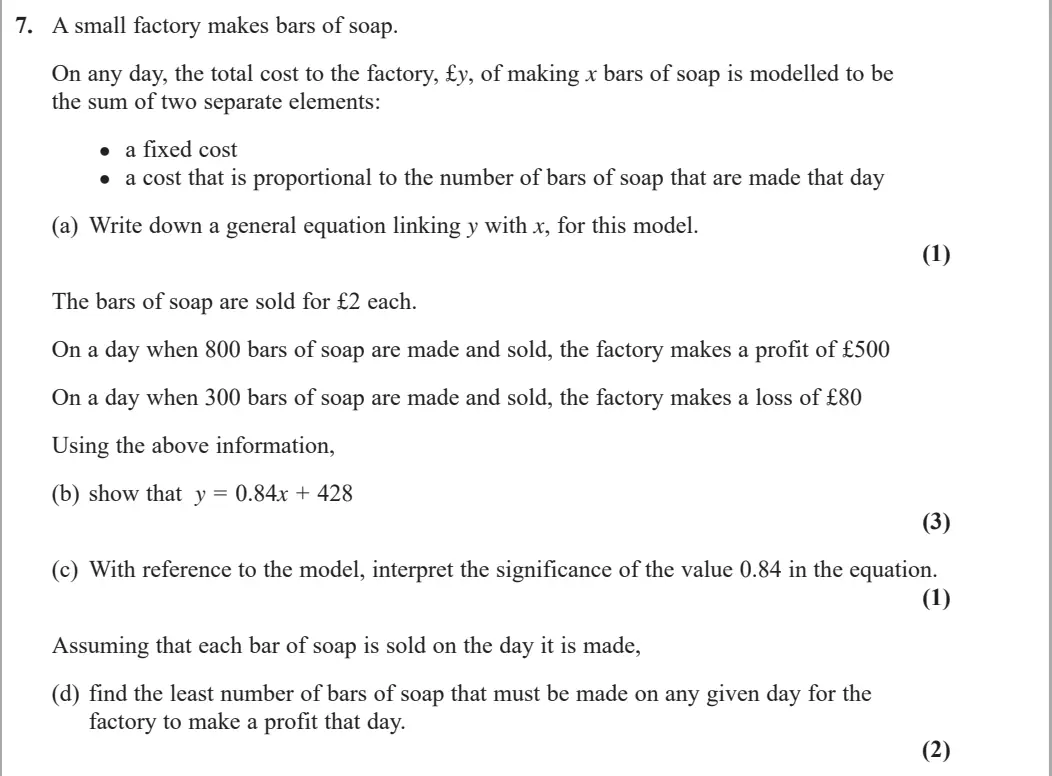 7. A small factory makes bars of soap.
On any day, the total cost to the factory, £y, of making x bars of soap is modelled to be
the sum of two separate elements:
• a fixed cost
• a cost that is proportional to the number of bars of soap that are made that day
(a) Write down a general equation linking y with x, for this model.
(1)
The bars of soap are sold for £2 each.
On a day when 800 bars of soap are made and sold, the factory makes a profit of £500
On a day when 300 bars of soap are made and sold, the factory makes a loss of £80
Using the above information,
(b) show that y = 0.84x + 428
(3)
(c) With reference to the model, interpret the significance of the value 0.84 in the equation.
(1)
Assuming that each bar of soap is sold on the day it is made,
(d) find the least number of bars of soap that must be made on any given day for the
factory to make a profit that day.
(2)